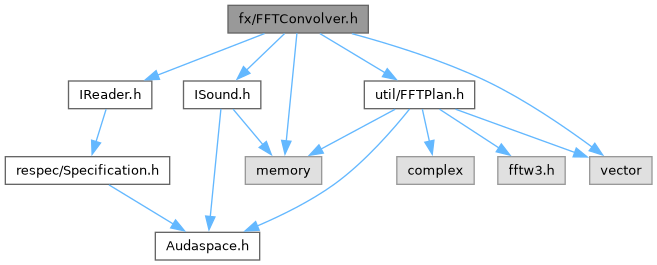 fx/FFTConvolver.h
IReader.h
ISound.h
util/FFTPlan.h
respec/Specification.h
memory
complex
fftw3.h
vector
Audaspace.h